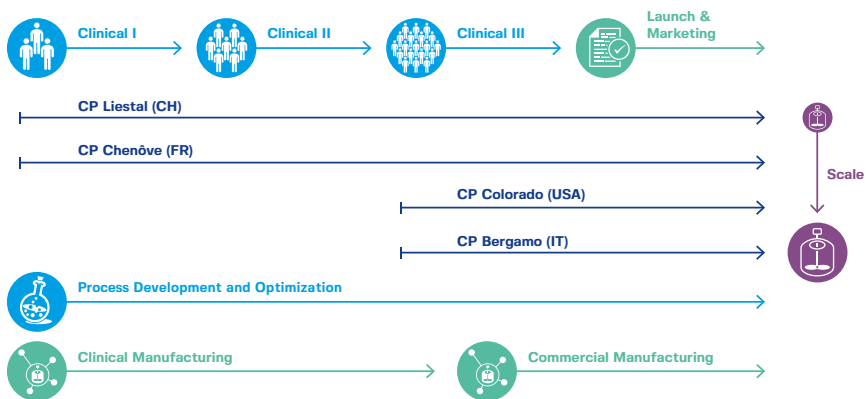 Clinical I
Clinical II
Clinical III
Launch &
Marketing
CP Liestal (CH)
CP Chenôve (FR)
Scale
CP Colorado (USA)
CP Bergamo (IT)
Process Development and Optimization
Clinical Manufacturing
Commercial Manufacturing